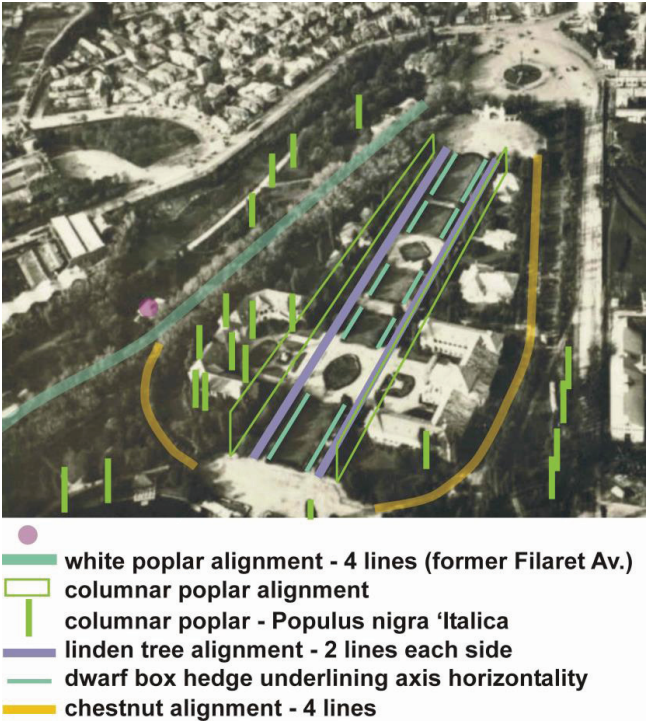 white poplar alignment - 4 lines (former Filaret Av.)
columnar poplar alignment
columnar poplar - Populus nigra ‘Italica
linden tree alignment - 2 lines each side
dwarf box hedge underlining axis horizontality
chestnut alignment - 4 lines